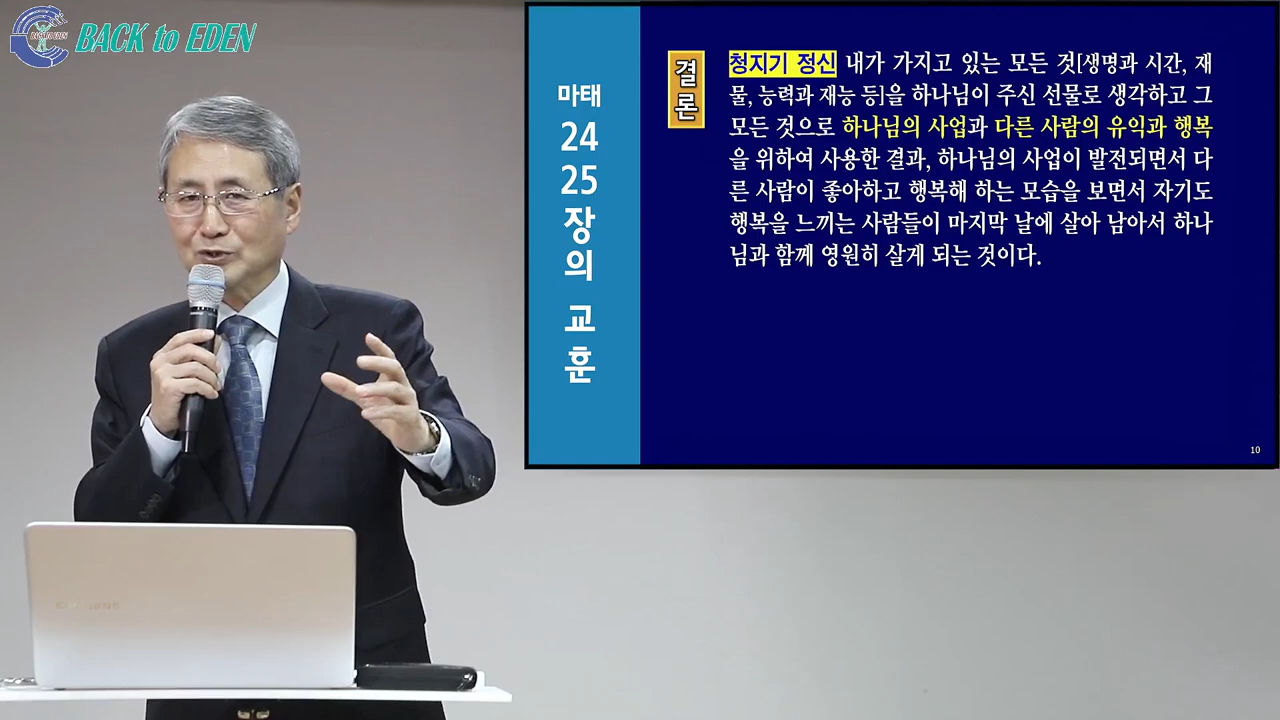 BACK to EDEN
마태
24
25
장
의
교
훈
결
론
청지기 정신 내가 가지고 있는 모든 것[생명과 시간, 재
물, 능력과 재능 등]을 하나님이 주신 선물로 생각하고 그
모든 것으로 하나님의 사업과 다른 사람의 유익과 행복
을 위하여 사용한 결과, 하나님의 사업이 발전되면서 다
른 사람이 좋아하고 행복해 하는 모습을 보면서 자기도
행복을 느끼는 사람들이 마지막 날에 살아 남아서 하나
님과 함께 영원히 살게 되는 것이다.
10